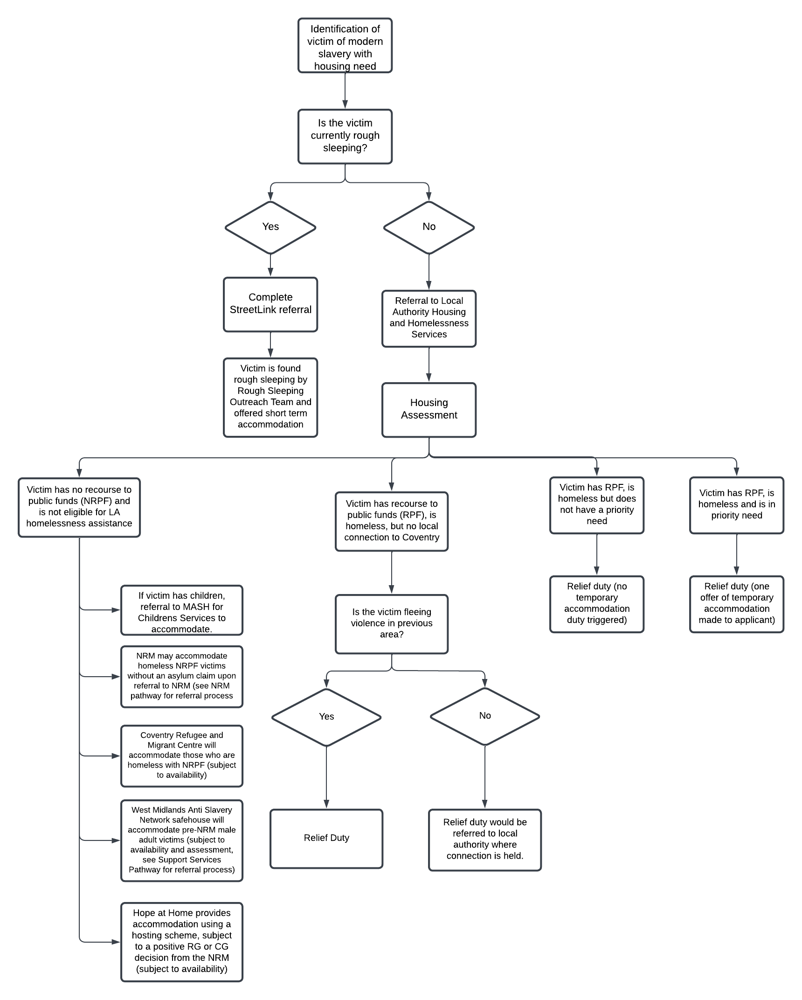 Identification of
victim of modern
slavery with
housing need
Is the victim
currently rough
sleeping?
Yes
No
Complete
StreetLink referral
Referral to Local
Authority Housing
and Homelessness
Services
Victim is found
rough sleeping by
Rough Sleeping
Outreach Team and
offered short term
accommodation
Housing
Assessment
Victim has no recourse to
public funds (NRPF) and
is not eligible for LA
homelessness assistance
Victim has recourse to
public funds (RPF), is
homeless, but no local
connection to Coventry
Victim has RPF, is
homeless but does
not have a priority
need
Victim has RPF, is
homeless and is in
priority need
If victim has children,
referral to MASH for
Childrens Services to
accommodate.
Is the victim fleeing
violence in previous
area?
Relief duty (no
temporary
accommodation
duty triggered)
Relief duty (one
offer of temporary
accommodation
made to applicant)
NRM may accommodate
homeless NRPF victims
without an asylum claim upon
referral to NRM (see NRM
pathway for referral process
Yes
No
Coventry Refugee and
Migrant Centre will
accommodate those who are
homeless with NRPF (subject
to availability)
West Midlands Anti Slavery
Network safehouse will
accommodate pre-NRM male
adult victims (subject to
availability and assessment,
see Support Services
Pathway for referral process)
Relief Duty
Relief duty would be
referred to local
authority where
connection is held.
Hope at Home provides
accommodation using a
hosting scheme, subject
to a positive RG or CG
decision from the NRM
(subject to availability)